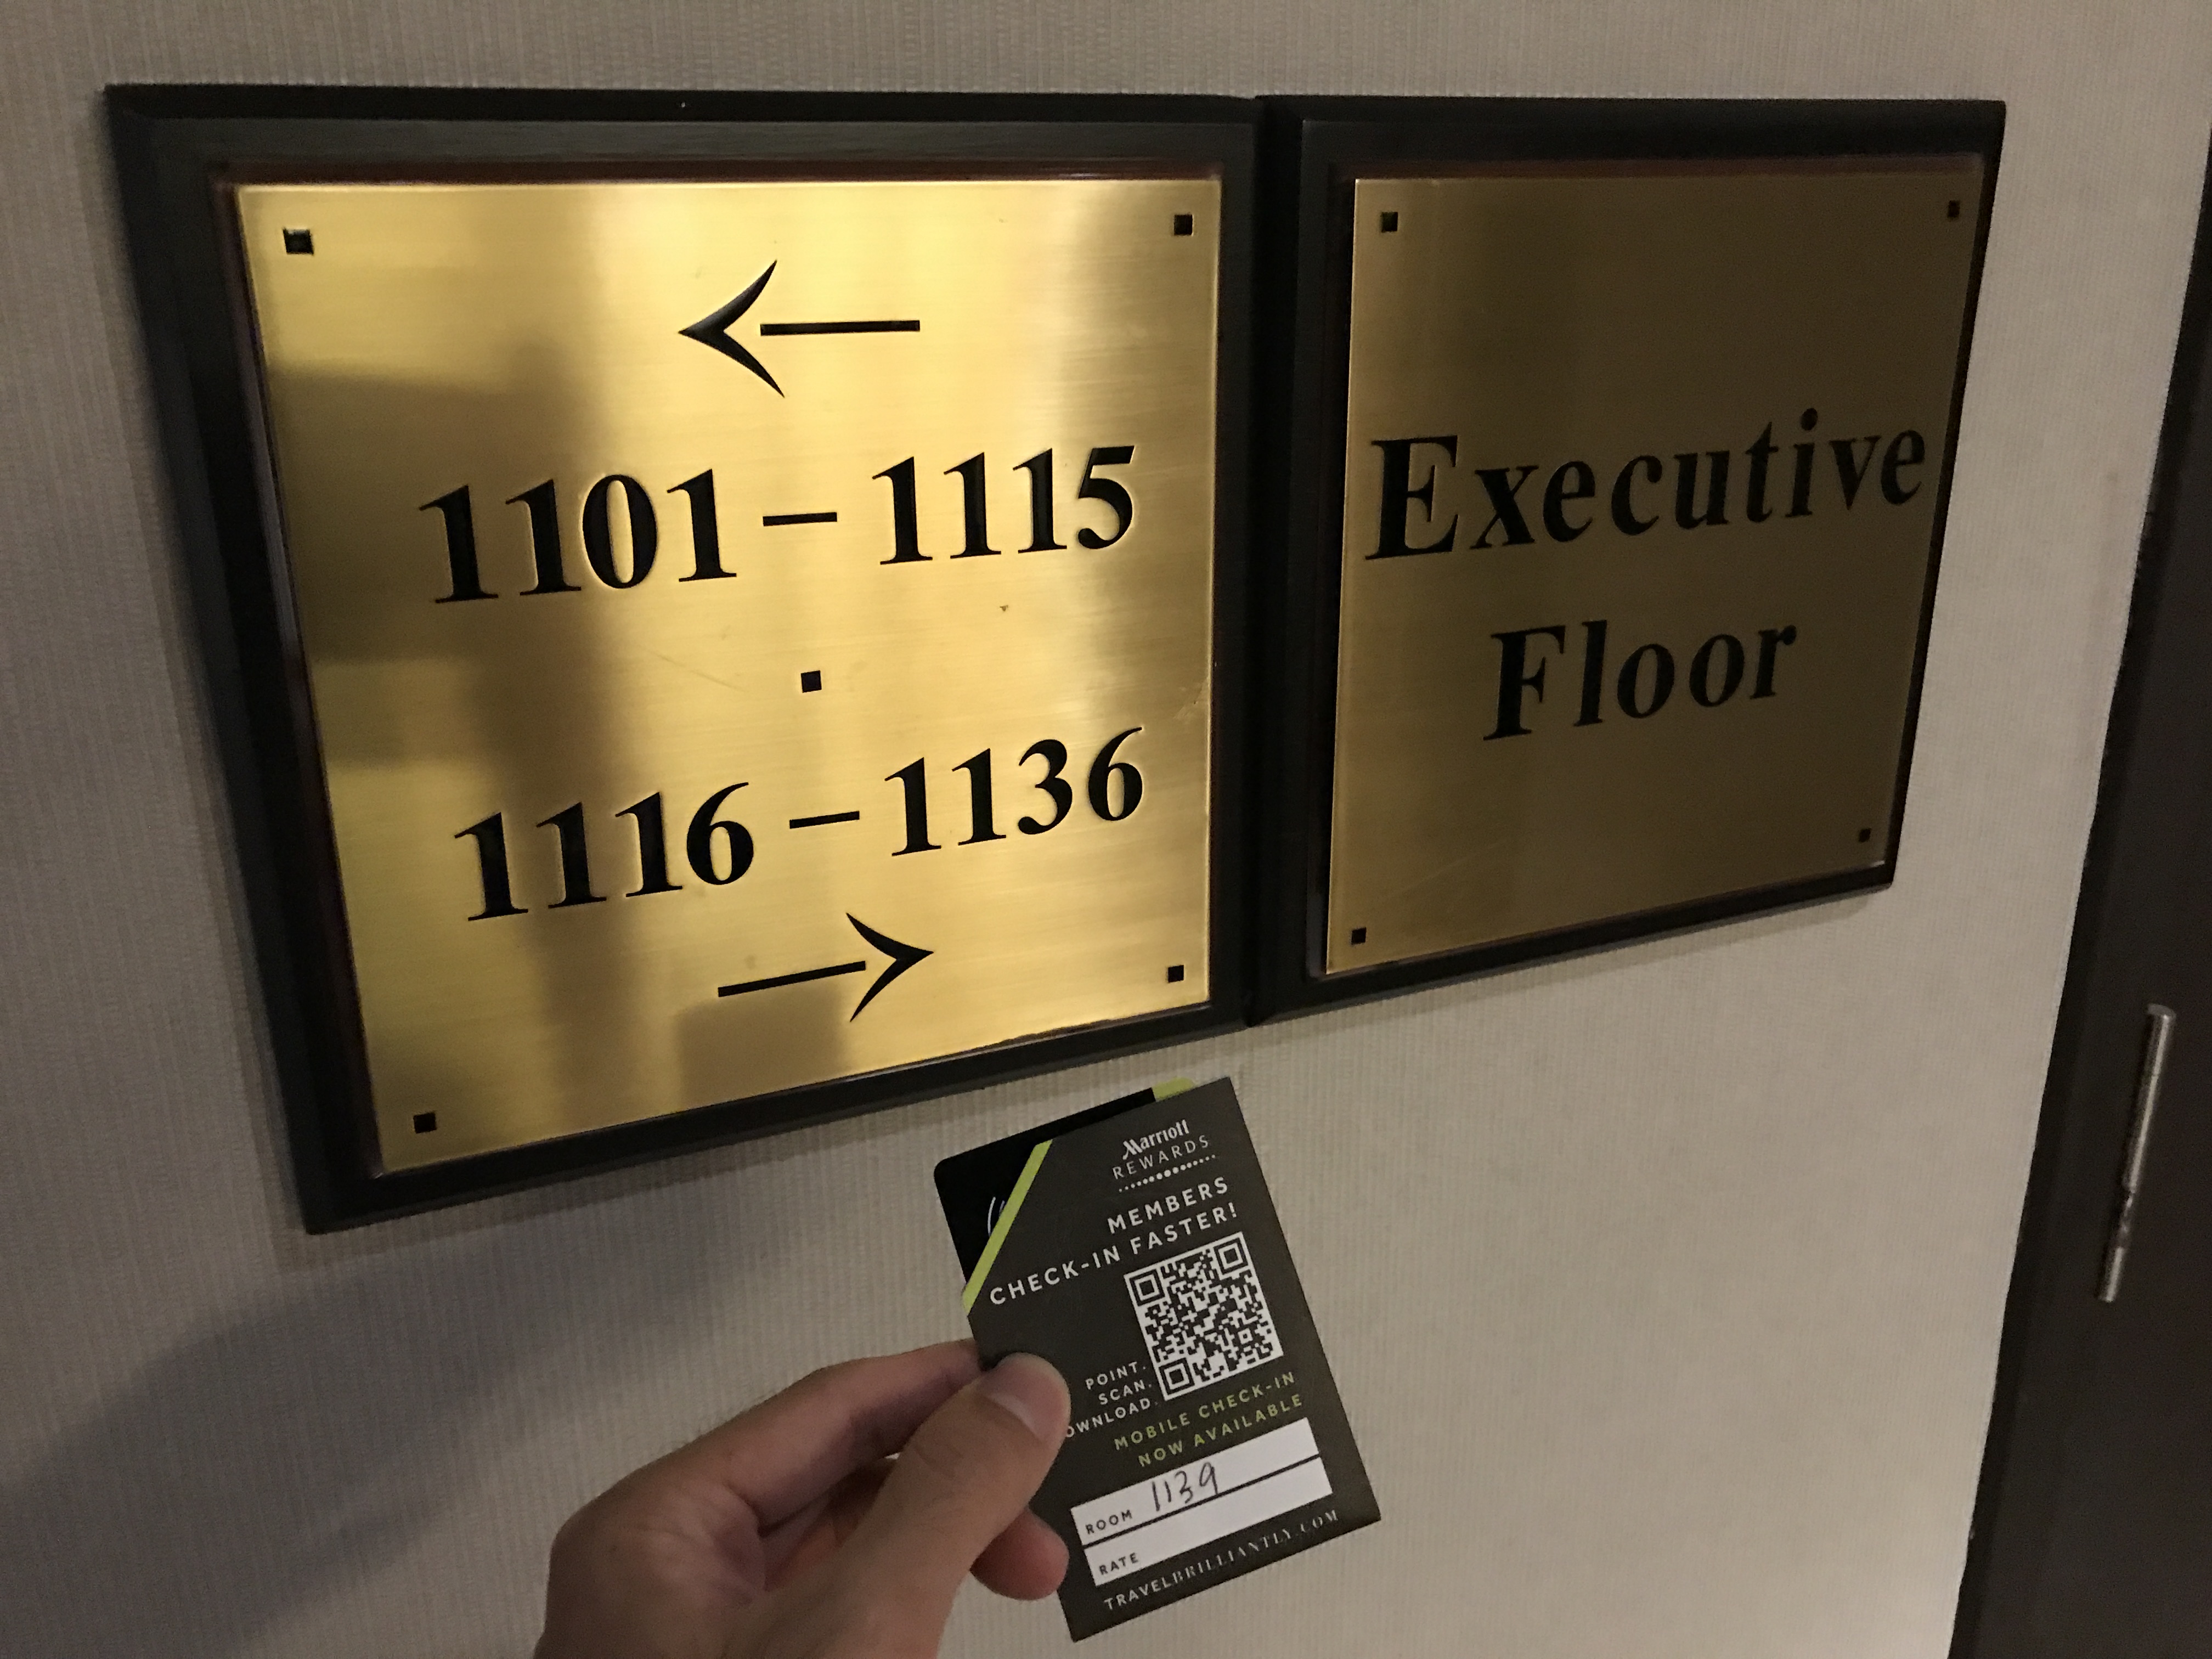 1101 – 1115
1116 – 1136
Executive
Floor
Marriott
REWARDS
MEMBERS
CHECK-IN FASTER!
POINT.
SCAN.
OWNLOAD.
MOBILE CHECK-IN
NOW AVAILABLE
ROOM 1139
RATE
TRAVELBRILLIANTLY.COM